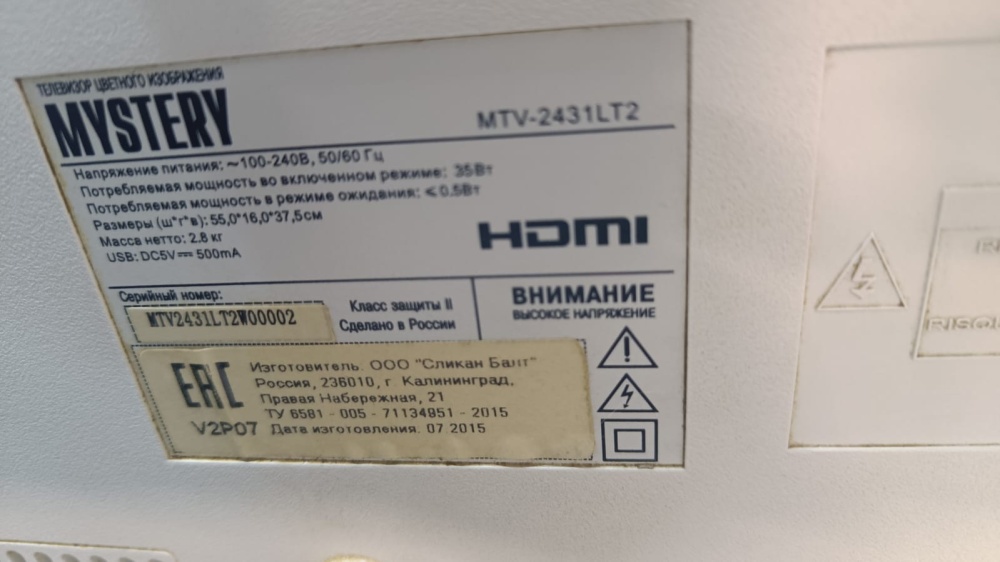 ТЕЛЕВИЗОР ЦВЕТНОГО ИЗОБРАЖЕНИЯ
MYSTERY
MTV-2431LT2
Напряжение питания: ~100-240В, 50/60 Гц
Потребляемая мощность во включенном режиме: 35Вт
Потребляемая мощность в режиме ожидания: ≤0.5Вт
Размеры (ш*г*в): 55,0*16,0*37,5см
Масса нетто: 2.8 кг
USB: DC5V⎓500mA
HDMI
Серийный номер:
MTV2431LT2W00002
Класс защиты II
Сделано в России
ВНИМАНИЕ
ВЫСОКОЕ НАПРЯЖЕНИЕ
EAC
V2P07
Изготовитель: ООО "Сликан Балт"
Россия, 236010, г. Калининград,
Правая Набережная, 21
ТУ 6581 - 005 - 71134951 - 2015
Дата изготовления: 07.2015